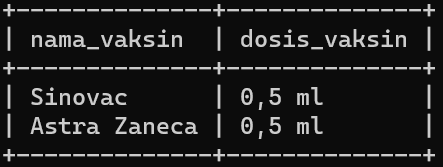 +--------------+--------------+
| nama_vaksin  | dosis_vaksin |
+--------------+--------------+
| Sinovac      | 0,5 ml       |
| Astra Zaneca | 0,5 ml       |
+--------------+--------------+